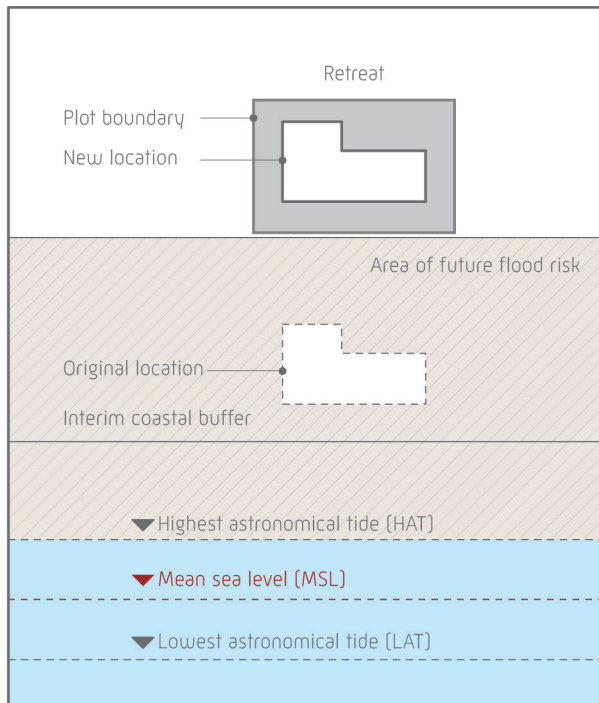 Retreat
Plot boundary
New location
Area of future flood risk
Original location
Interim coastal buffer
Highest astronomical tide (HAT)
Mean sea level (MSL)
Lowest astronomical tide (LAT)